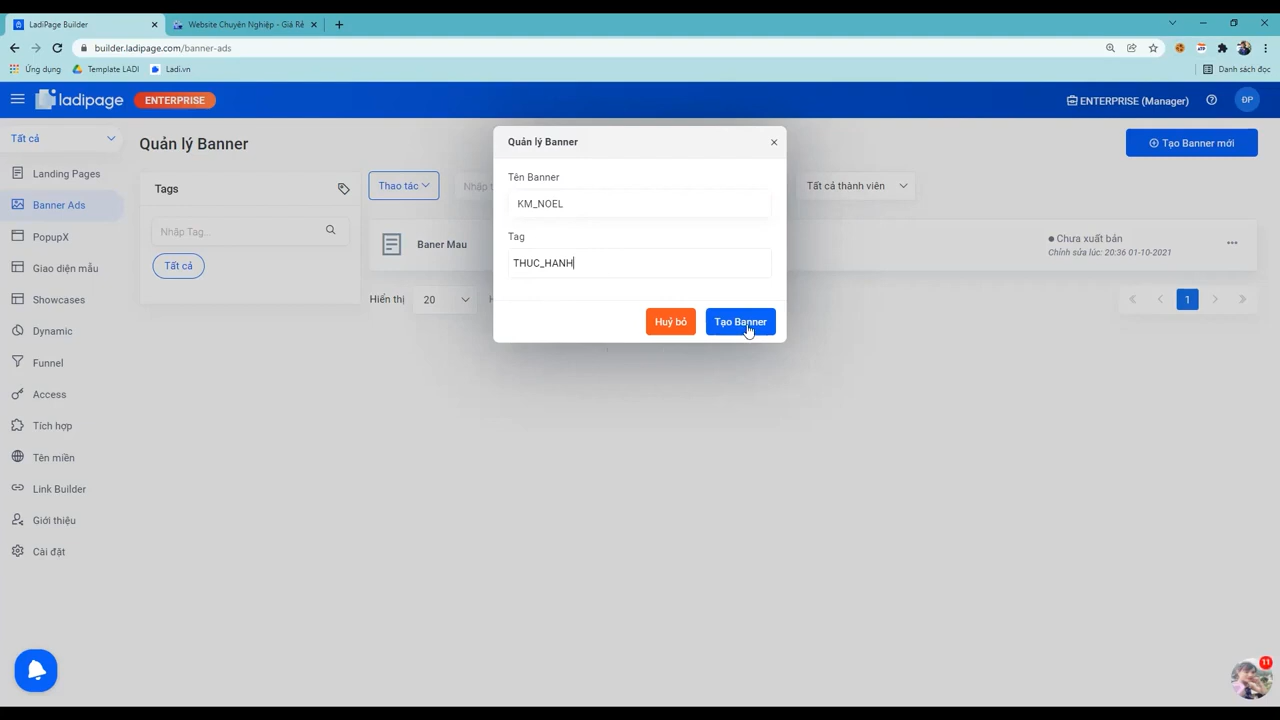 LadiPage Builder
Website Chuyên Nghiệp - Giá Rẻ
builder.ladipage.com/banner-ads
Ứng dụng
Template LADI
Ladi.vn
Danh sách đọc
ladipage
ENTERPRISE
ENTERPRISE (Manager)
ĐP
Tất cả
Landing Pages
Banner Ads
PopupX
Giao diện mẫu
Showcases
Dynamic
Funnel
Access
Tích hợp
Tên miền
Link Builder
Giới thiệu
Cài đặt
Quản lý Banner
Tạo Banner mới
Tags
Nhập Tag...
Tất cả
Thao tác
Nhập t
Tất cả thành viên
Baner Mau
Chưa xuất bản
Chỉnh sửa lúc: 20:36 01-10-2021
Hiển thị
20
1
Quản lý Banner
Tên Banner
KM_NOEL
Tag
THUC_HANH
Huỷ bỏ
Tạo Banner
11